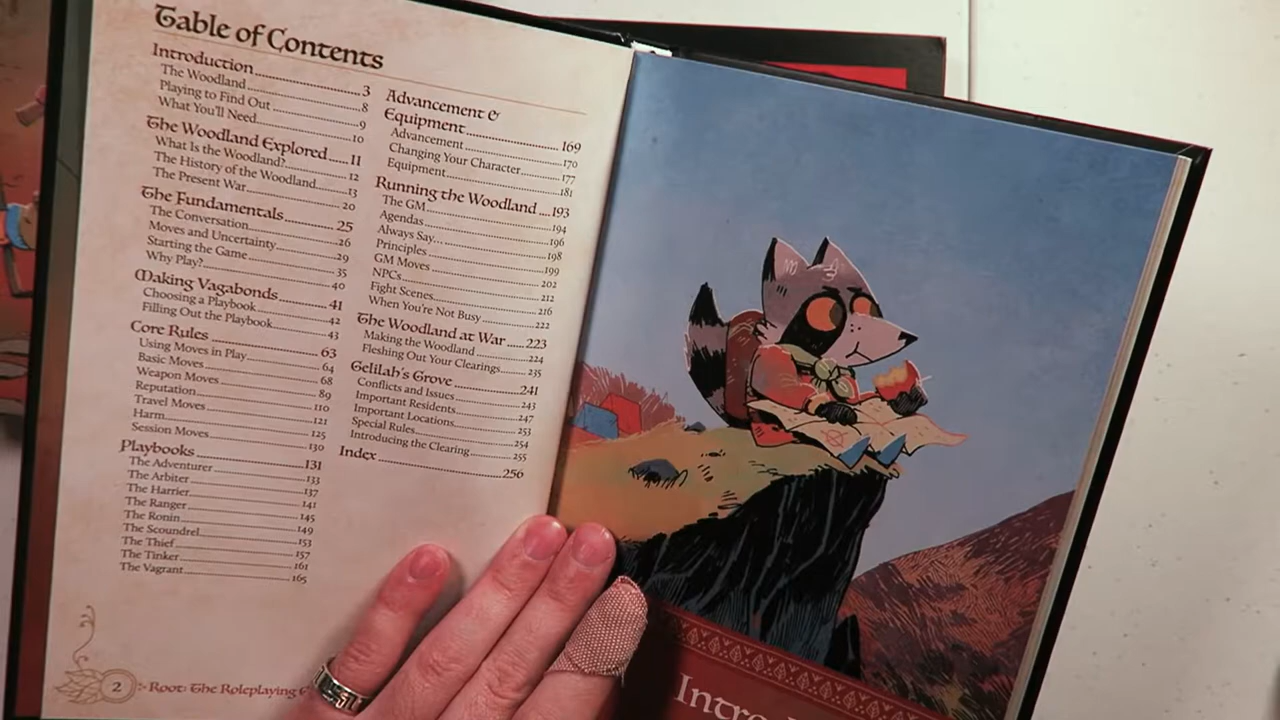 Table of Contents
Introduction 3
The Woodland 8
Playing to Find Out 9
What You'll Need 10
The Woodland Explored 11
What Is the Woodland? 12
The History of the Woodland 13
The Present War 20
The Fundamentals 25
The Conversation 26
Moves and Uncertainty 29
Starting the Game 35
Why Play? 40
Making Vagabonds 41
Choosing a Playbook 42
Filling Out the Playbook 43
Core Rules 63
Using Moves in Play 64
Basic Moves 68
Weapon Moves 89
Reputation 110
Travel Moves 121
Harm 125
Session Moves 130
Playbooks 131
The Adventurer 133
The Arbiter 137
The Harrier 141
The Ranger 145
The Ronin 149
The Scoundrel 153
The Thief 157
The Tinker 161
The Vagrant 165
Advancement &
Equipment 169
Advancement 170
Changing Your Character 177
Equipment 181
Running the Woodland 193
The GM 194
Agendas 196
Always Say... 198
Principles 199
GM Moves 202
NPCs 212
Fight Scenes 216
When You're Not Busy 222
The Woodland at War 223
Making the Woodland 224
Fleshing Out Your Clearings 235
Gelilah's Grove 241
Conflicts and Issues 243
Important Residents 247
Important Locations 253
Special Rules 254
Introducing the Clearing 255
Index 256
2 Root: The Roleplaying